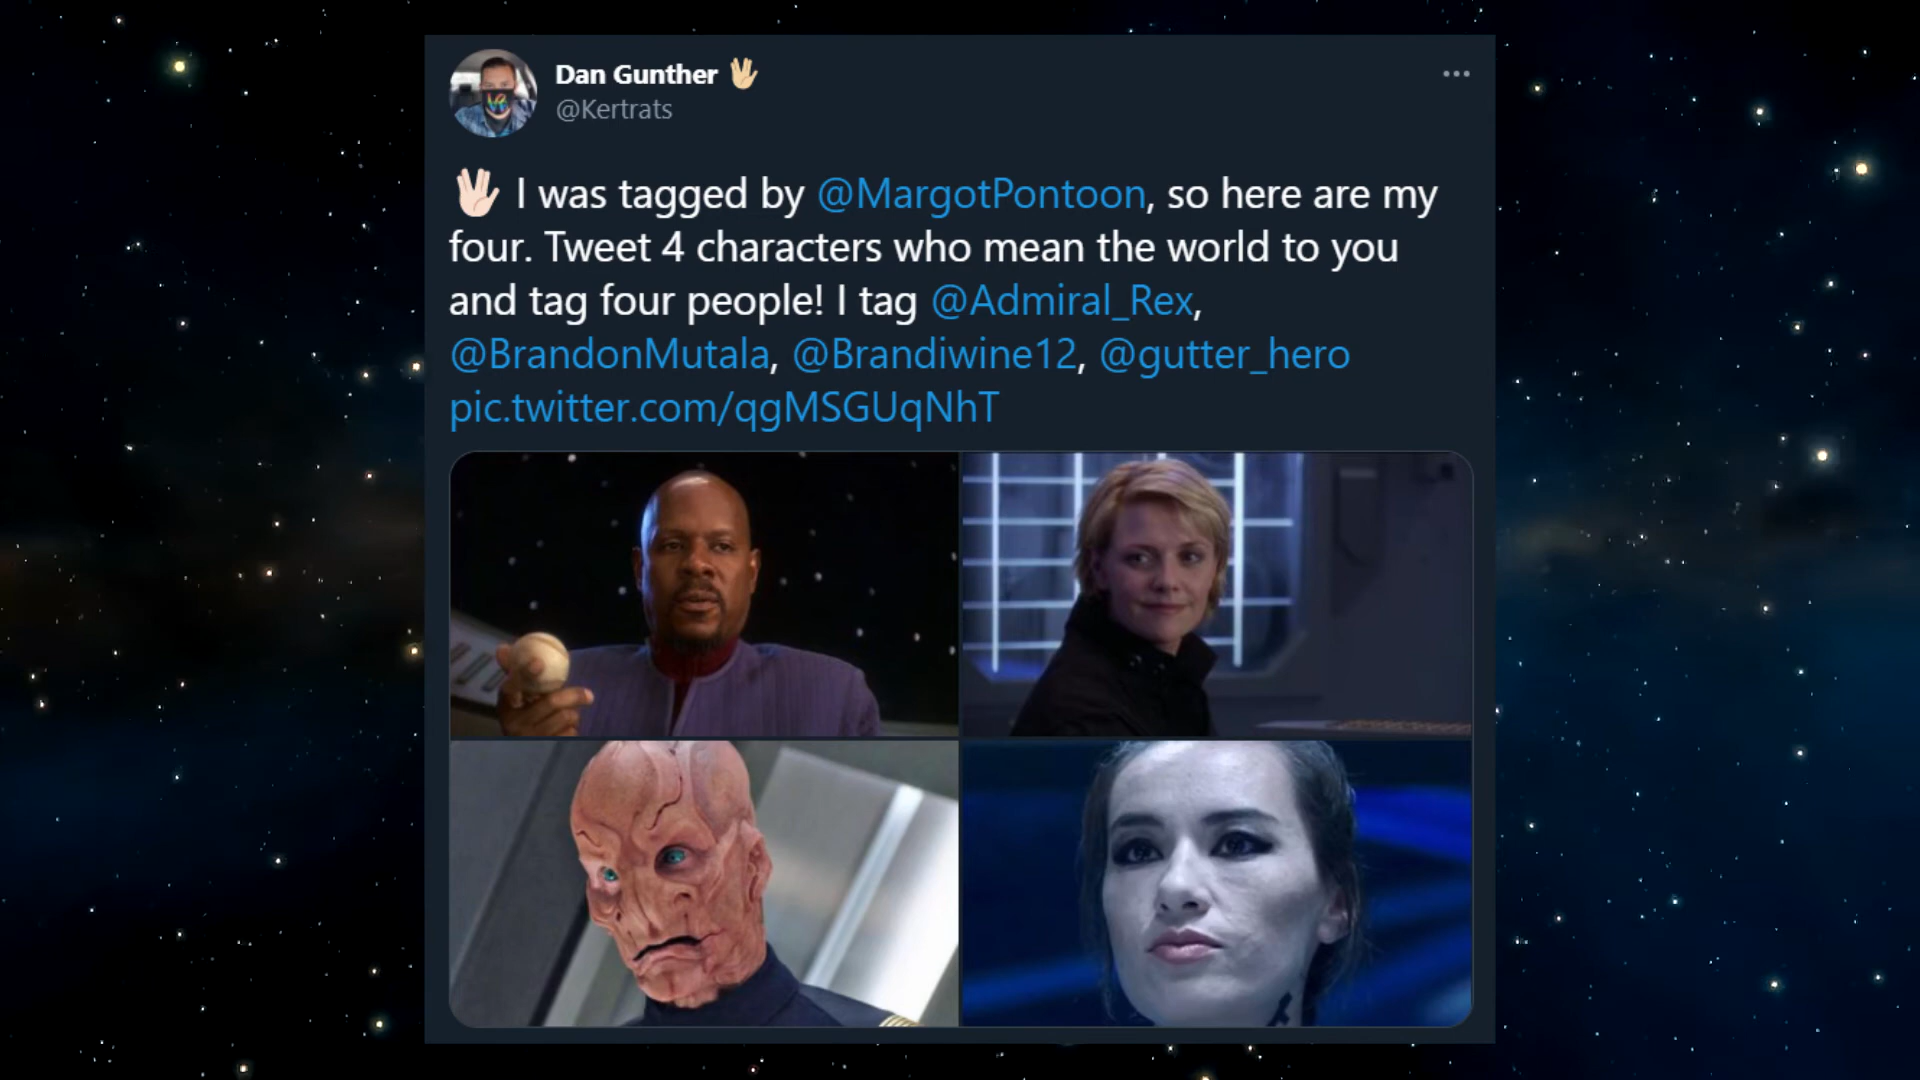 Dan Gunther 🖖🏼
@Kertrats
🖖🏻 I was tagged by @MargotPontoon, so here are my
four. Tweet 4 characters who mean the world to you
and tag four people! I tag @Admiral_Rex,
@BrandonMutala, @Brandiwine12, @gutter_hero
pic.twitter.com/qgMSGUqNhT